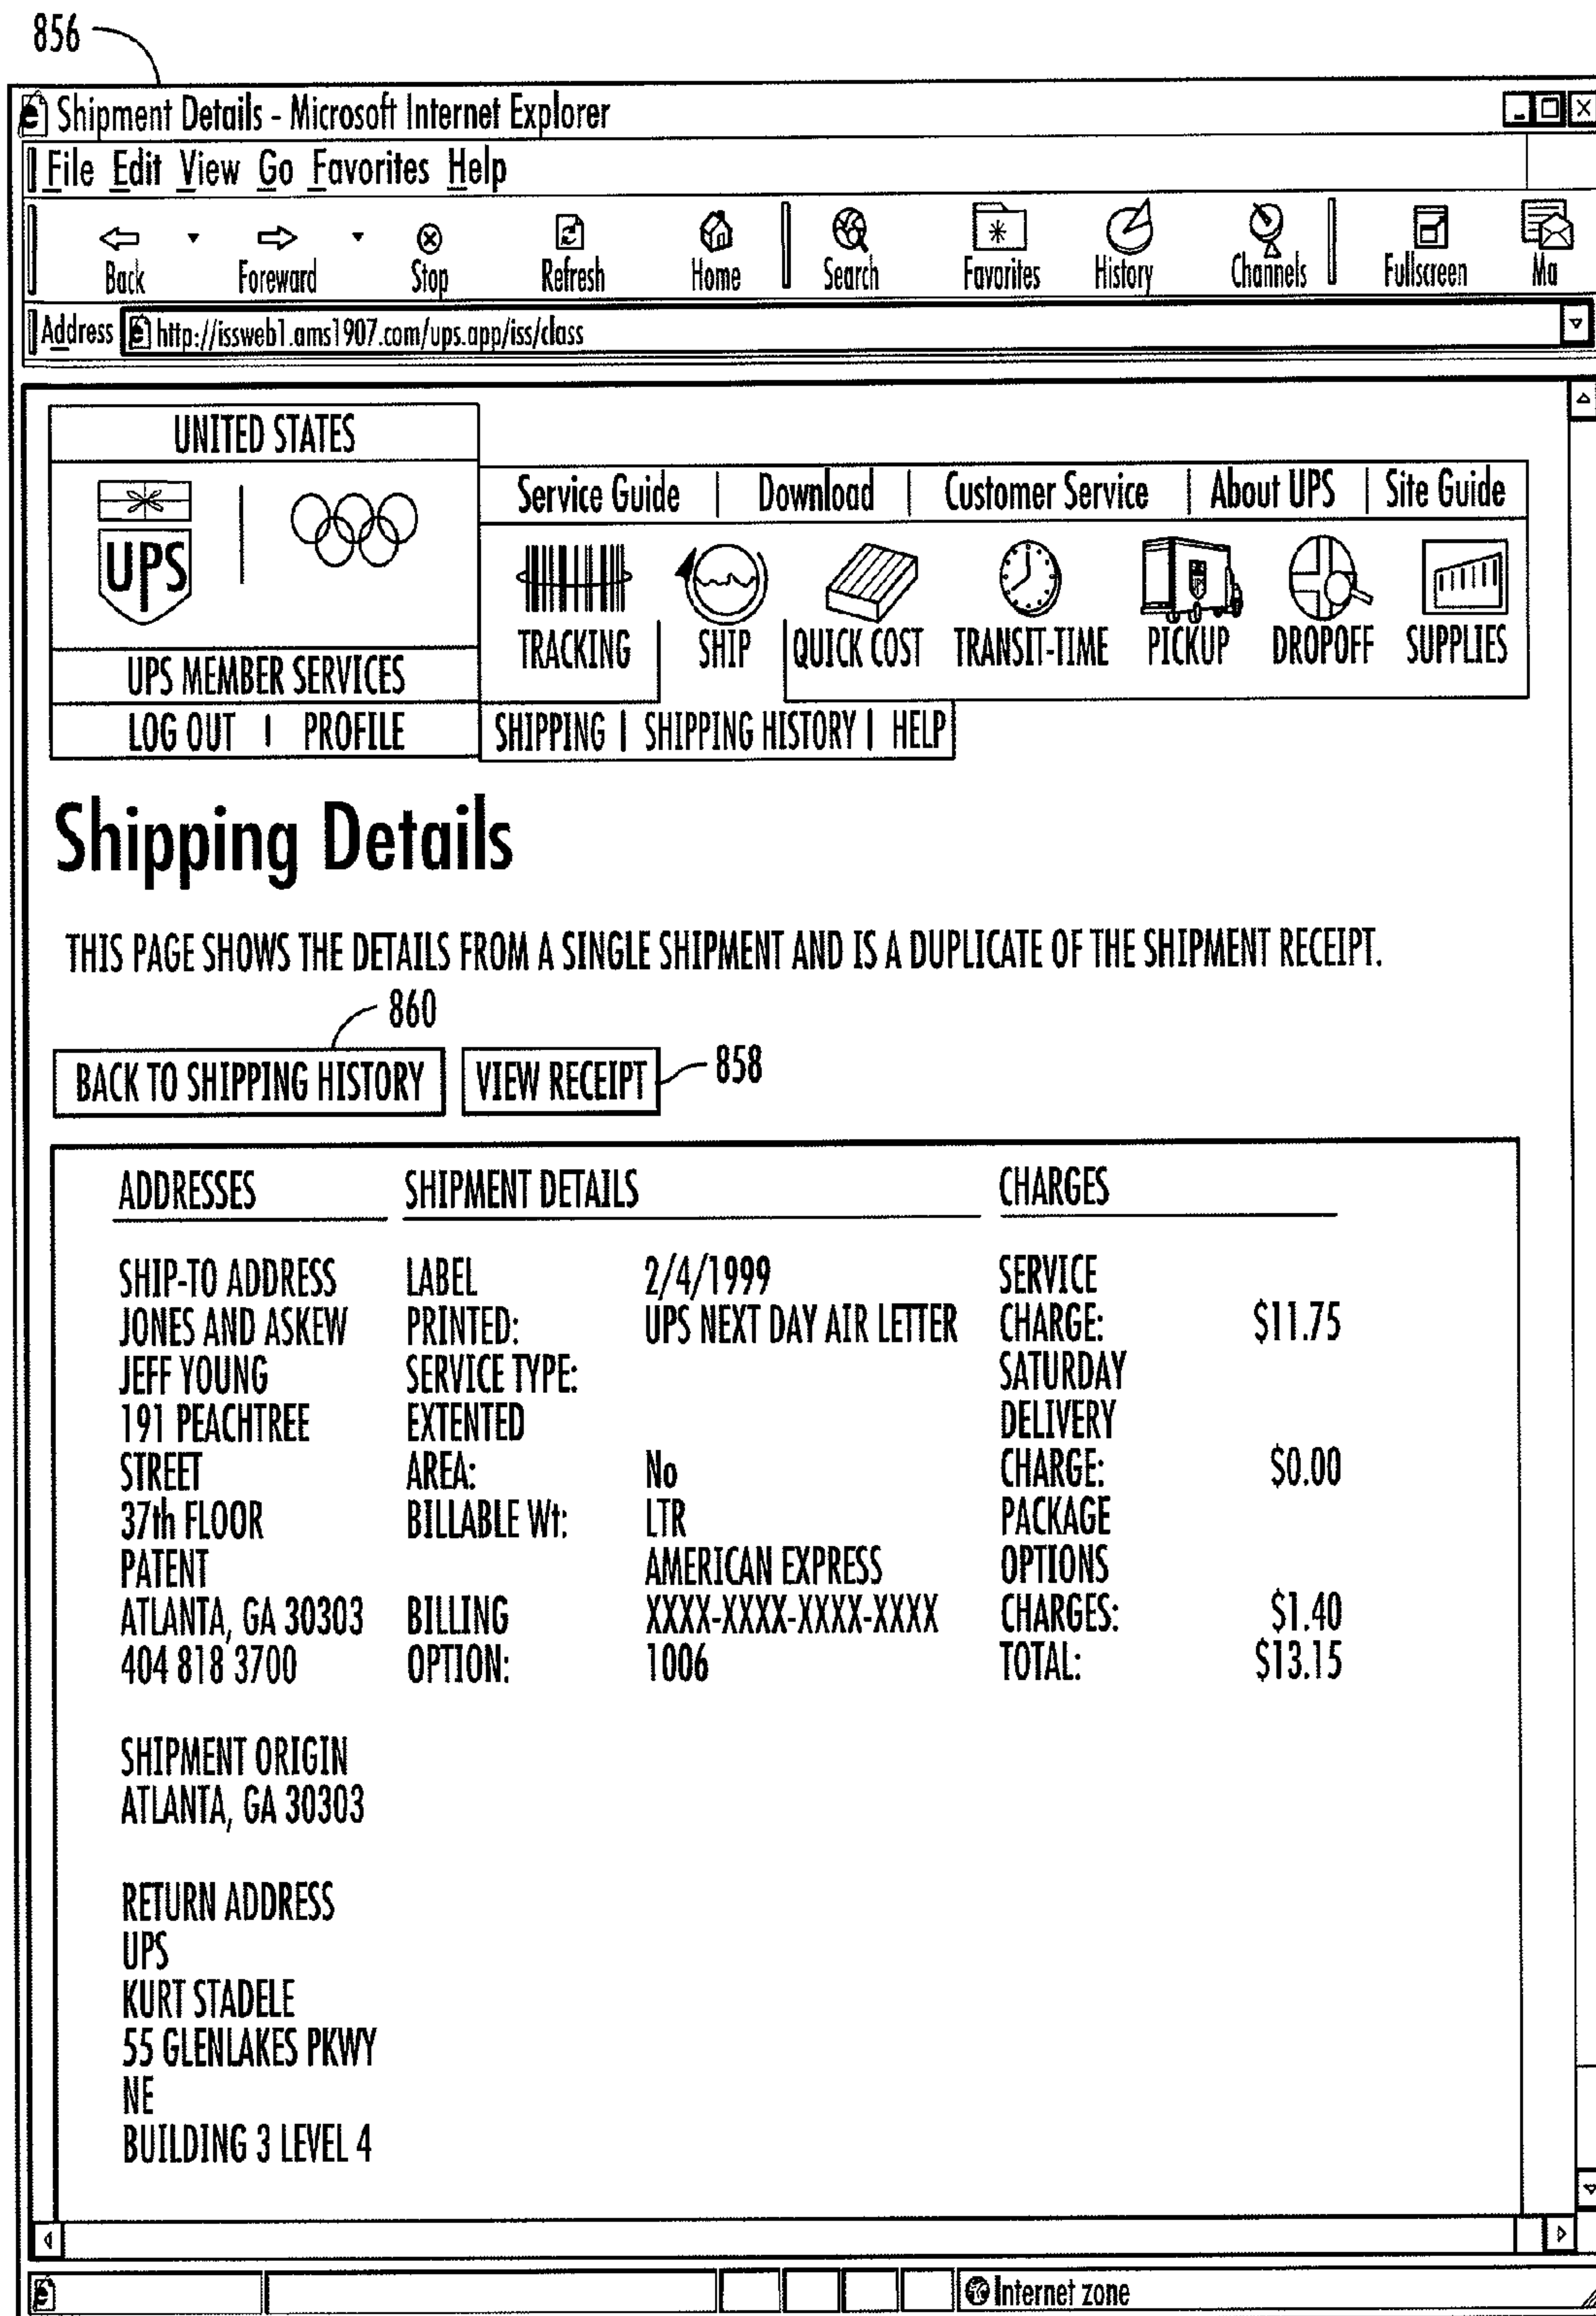 856
Shipment Details - Microsoft Internet Explorer
File Edit View Go Favorites Help
Back Foreward Stop Refresh Home Search Favorites History Channels Fullscreen Ma
Address http://issweb1.ams1907.com/ups.app/iss/class
UNITED STATES
Service Guide | Download | Customer Service | About UPS | Site Guide
UPS
TRACKING SHIP QUICK COST TRANSIT-TIME PICKUP DROPOFF SUPPLIES
UPS MEMBER SERVICES
LOG OUT | PROFILE SHIPPING | SHIPPING HISTORY | HELP
Shipping Details
THIS PAGE SHOWS THE DETAILS FROM A SINGLE SHIPMENT AND IS A DUPLICATE OF THE SHIPMENT RECEIPT.
860
BACK TO SHIPPING HISTORY VIEW RECEIPT 858
ADDRESSES SHIPMENT DETAILS CHARGES
SHIP-TO ADDRESS LABEL 2/4/1999 SERVICE
JONES AND ASKEW PRINTED: UPS NEXT DAY AIR LETTER CHARGE: $11.75
JEFF YOUNG SERVICE TYPE: SATURDAY
191 PEACHTREE EXTENTED DELIVERY
STREET AREA: No CHARGE: $0.00
37th FLOOR BILLABLE Wt: LTR PACKAGE
PATENT AMERICAN EXPRESS OPTIONS
ATLANTA, GA 30303 BILLING XXXX-XXXX-XXXX-XXXX CHARGES: $1.40
404 818 3700 OPTION: 1006 TOTAL: $13.15
SHIPMENT ORIGIN
ATLANTA, GA 30303
RETURN ADDRESS
UPS
KURT STADELE
55 GLENLAKES PKWY
NE
BUILDING 3 LEVEL 4
Internet zone